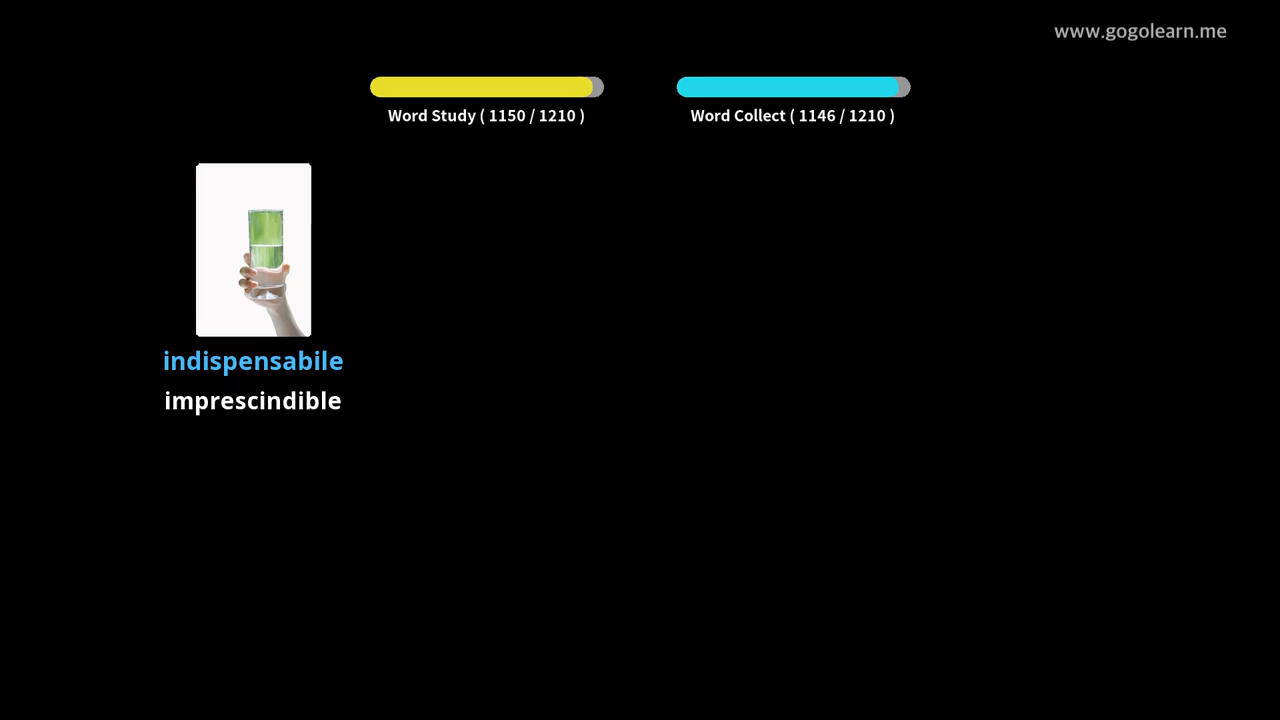 www.gogolearn.me
Word Study ( 1150 / 1210 )
Word Collect ( 1146 / 1210 )
indispensabile
imprescindible